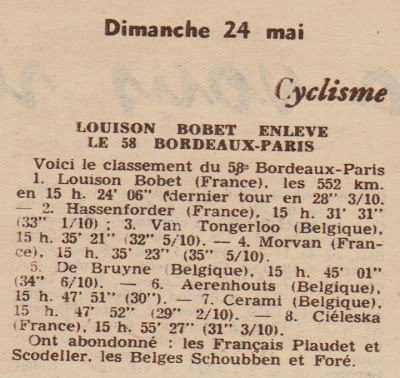 Dimanche 24 mai
Cyclisme
LOUISON BOBET ENLEVE
LE 58 BORDEAUX-PARIS
Voici le classement du 58e Bordeaux-Paris
1. Louison Bobet (France), les 552 km.
en 15 h. 24' 06" (dernier tour en 28" 3/10.
— 2. Hassenforder (France), 15 h. 31' 31"
(33" 1/10) ; 3. Van Tongerloo (Belgique),
15 h. 35' 21" (32" 5/10). — 4. Morvan (Fran-
ce), 15 h. 35' 23" (35" 5/10).
5. De Bruyne (Belgique), 15 h. 45' 01"
(34" 6/10). — 6. Aerenhouts (Belgique),
15 h. 47' 51" (30"). — 7. Cerami (Belgique),
15 h. 47' 52" (29" 2/10). — 8. Ciéleska
(France), 15 h. 55' 27" (31" 3/10).
Ont abandonné : les Français Plaudet et
Scodeller, les Belges Schoubben et Foré.